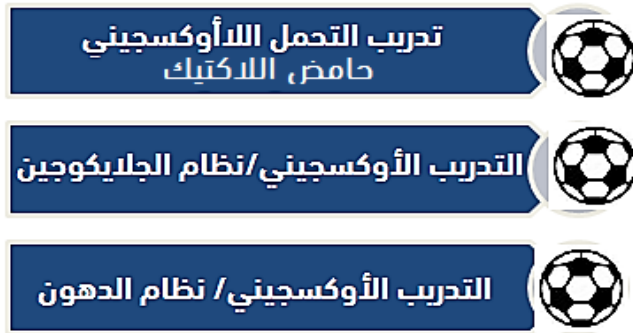 تدريب التحمل اللاأوكسجيني
حامض اللاكتيك
التدريب الأوكسجيني/نظام الجلايكوجين
التدريب الأوكسجيني/ نظام الدهون